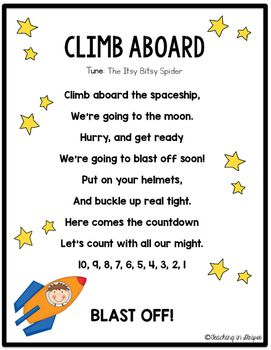 CLIMB ABOARD
Tune: The Itsy Bitsy Spider
Climb aboard the spaceship,
We're going to the moon.
Hurry, and get ready
We're going to blast off soon!
Put on your helmets,
And buckle up real tight.
Here comes the countdown
Let's count with all our might.
10, 9, 8, 7, 6, 5, 4, 3, 2, 1
BLAST OFF!
©Teaching in Stripes